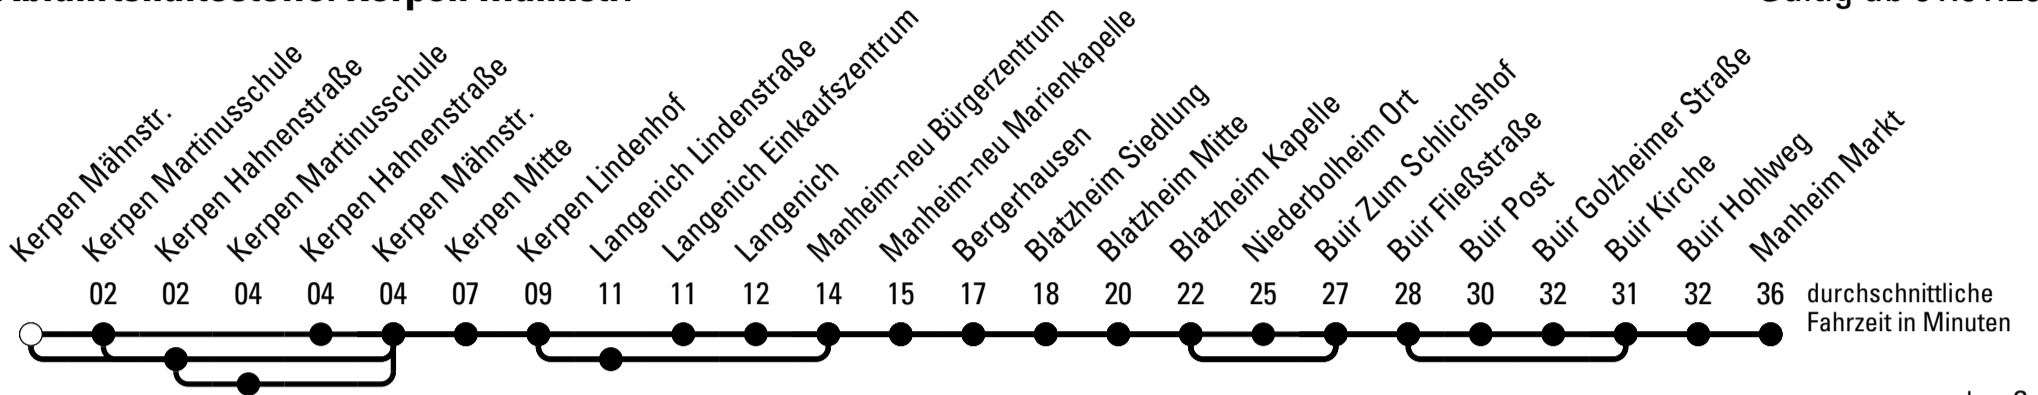 Kerpen Mähnstr.
Kerpen Martinusschule
Kerpen Hahnenstraße
Kerpen Martinusschule
Kerpen Hahnenstraße
Kerpen Mähnstr.
Kerpen Mitte
Kerpen Lindenhof
Langenich Lindenstraße
Langenich Einkaufszentrum
Langenich
Manheim-neu Bürgerzentrum
Manheim-neu Marienkapelle
Bergerhausen
Blatzheim Siedlung
Blatzheim Mitte
Blatzheim Kapelle
Niederbolheim Ort
Buir Zum Schlichshof
Buir Fließstraße
Buir Post
Buir Golzheimer Straße
Buir Kirche
Buir Hohlweg
Manheim Markt
02 02 04 04 04 07 09 11 11 12 14 15 17 18 20 22 25 27 28 30 32 31 32 36 durchschnittliche
Fahrzeit in Minuten